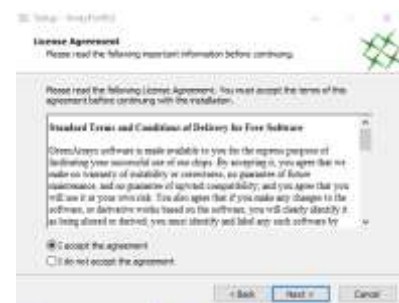 License Agreement
Please read the following important information before continuing.
Please read the following License Agreement. You must accept the terms of this
agreement before continuing with the installation.
Standard Terms and Conditions of Delivery for Free Software
GreenArrays software is made available to you for the express purpose of
facilitating your successful use of our chips. By accepting it, you agree that we
make no warranty of suitability or correctness, no guarantee of future
maintenance, and no guarantee of upward compatibility; and you agree that you
will use it at your own risk. You also agree that if you make any changes to the
software, or derivative works based on the software, you will clearly identify it
as being altered or derived; you must identify and label any such software by
I accept the agreement
I do not accept the agreement
< Back
Next >
Cancel